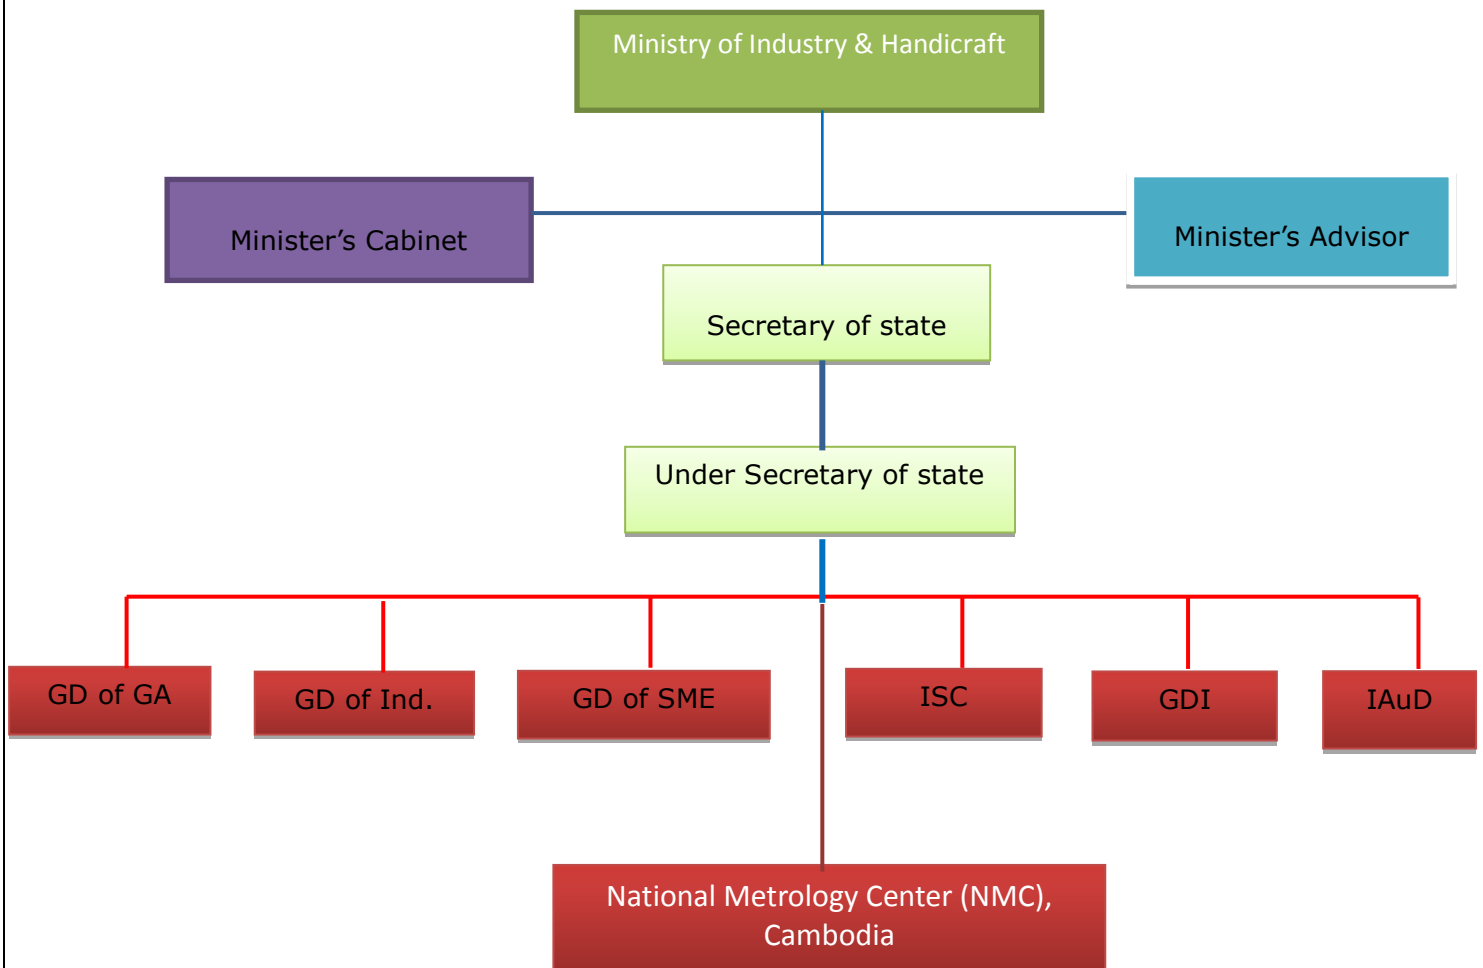 Ministry of Industry & Handicraft
Minister’s Cabinet
Minister’s Advisor
Secretary of state
Under Secretary of state
GD of GA
GD of Ind.
GD of SME
ISC
GDI
IAuD
National Metrology Center (NMC),
Cambodia